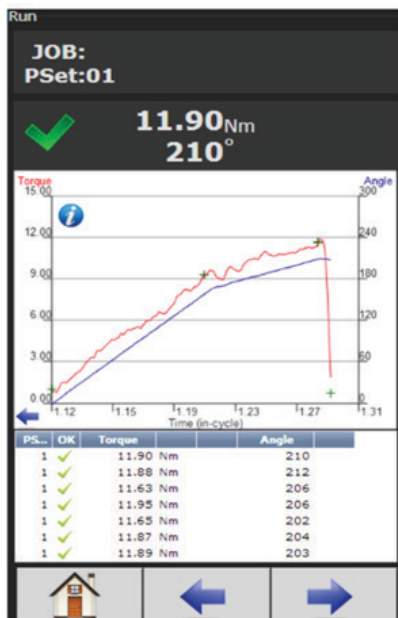 Run
JOB:
PSet:01
11.90 Nm
210°
Torque Angle
15.00 300
12.00 240
9.00 180
6.00 120
3.00 60
0.00 0
1.12 1.15 1.19 1.23 1.27 1.31
Time (in-cycle)
PS... OK Torque Angle
1 11.90 Nm 210
1 11.88 Nm 212
1 11.63 Nm 206
1 11.95 Nm 206
1 11.65 Nm 202
1 11.87 Nm 204
1 11.89 Nm 203